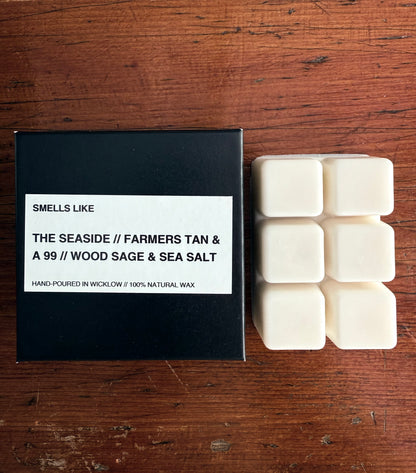 SMELLS LIKE
THE SEASIDE // FARMERS TAN &
A 99 // WOOD SAGE & SEA SALT
HAND-POURED IN WICKLOW // 100% NATURAL WAX